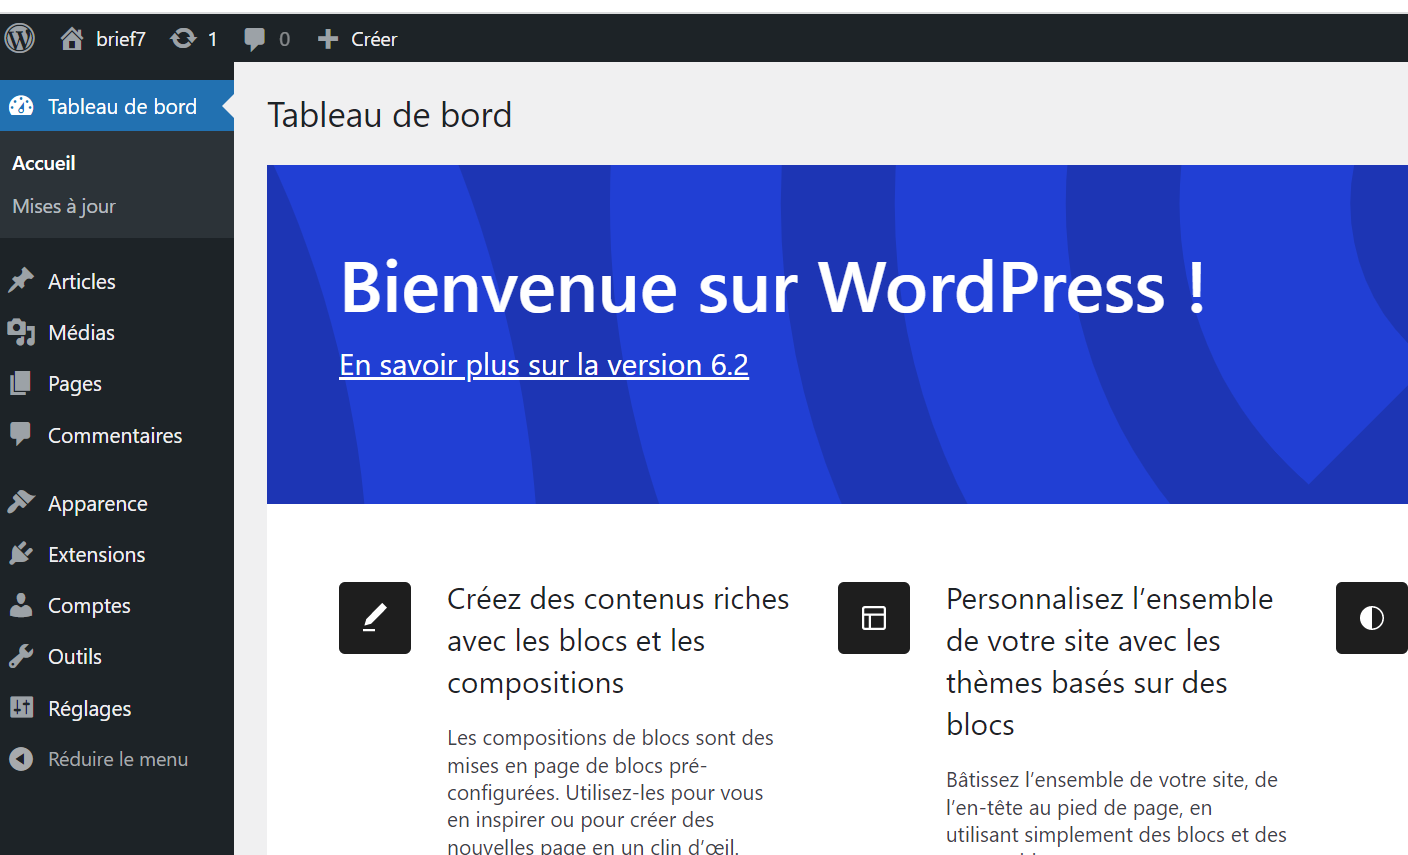 brief7 1 0 Créer
Tableau de bord
Accueil
Mises à jour
Articles
Médias
Pages
Commentaires
Apparence
Extensions
Comptes
Outils
Réglages
Réduire le menu
Tableau de bord
Bienvenue sur WordPress !
En savoir plus sur la version 6.2
Créez des contenus riches
avec les blocs et les
compositions
Les compositions de blocs sont des
mises en page de blocs pré-
configurées. Utilisez-les pour vous
en inspirer ou pour créer des
nouvelles page en un clin d’œil.
Personnalisez l’ensemble
de votre site avec les
thèmes basés sur des
blocs
Bâtissez l’ensemble de votre site, de
l’en-tête au pied de page, en
utilisant simplement des blocs et des